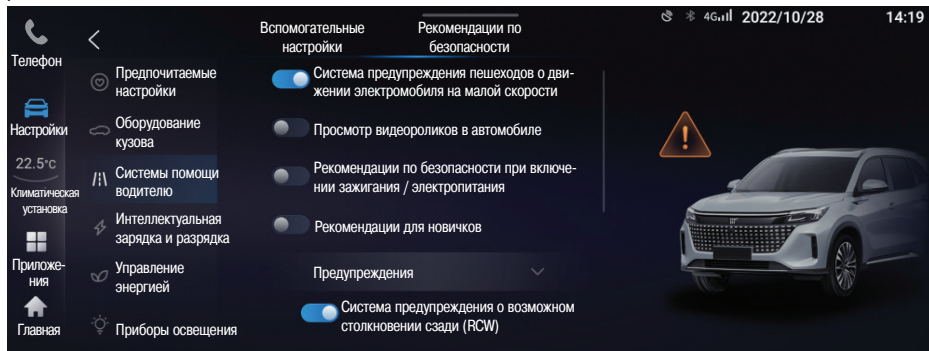 4G 2022/10/28 14:19
Телефон
Настройки
22.5°C
Климатическая
установка
Приложе-
ния
Главная
Предпочитаемые
настройки
Оборудование
кузова
Системы помощи
водителю
Интеллектуальная
зарядка и разрядка
Управление
энергией
Приборы освещения
Вспомогательные
настройки
Рекомендации по
безопасности
Система предупреждения пешеходов о дви-
жении электромобиля на малой скорости
Просмотр видеороликов в автомобиле
Рекомендации по безопасности при включе-
нии зажигания / электропитания
Рекомендации для новичков
Предупреждения
Система предупреждения о возможном
столкновении сзади (RCW)